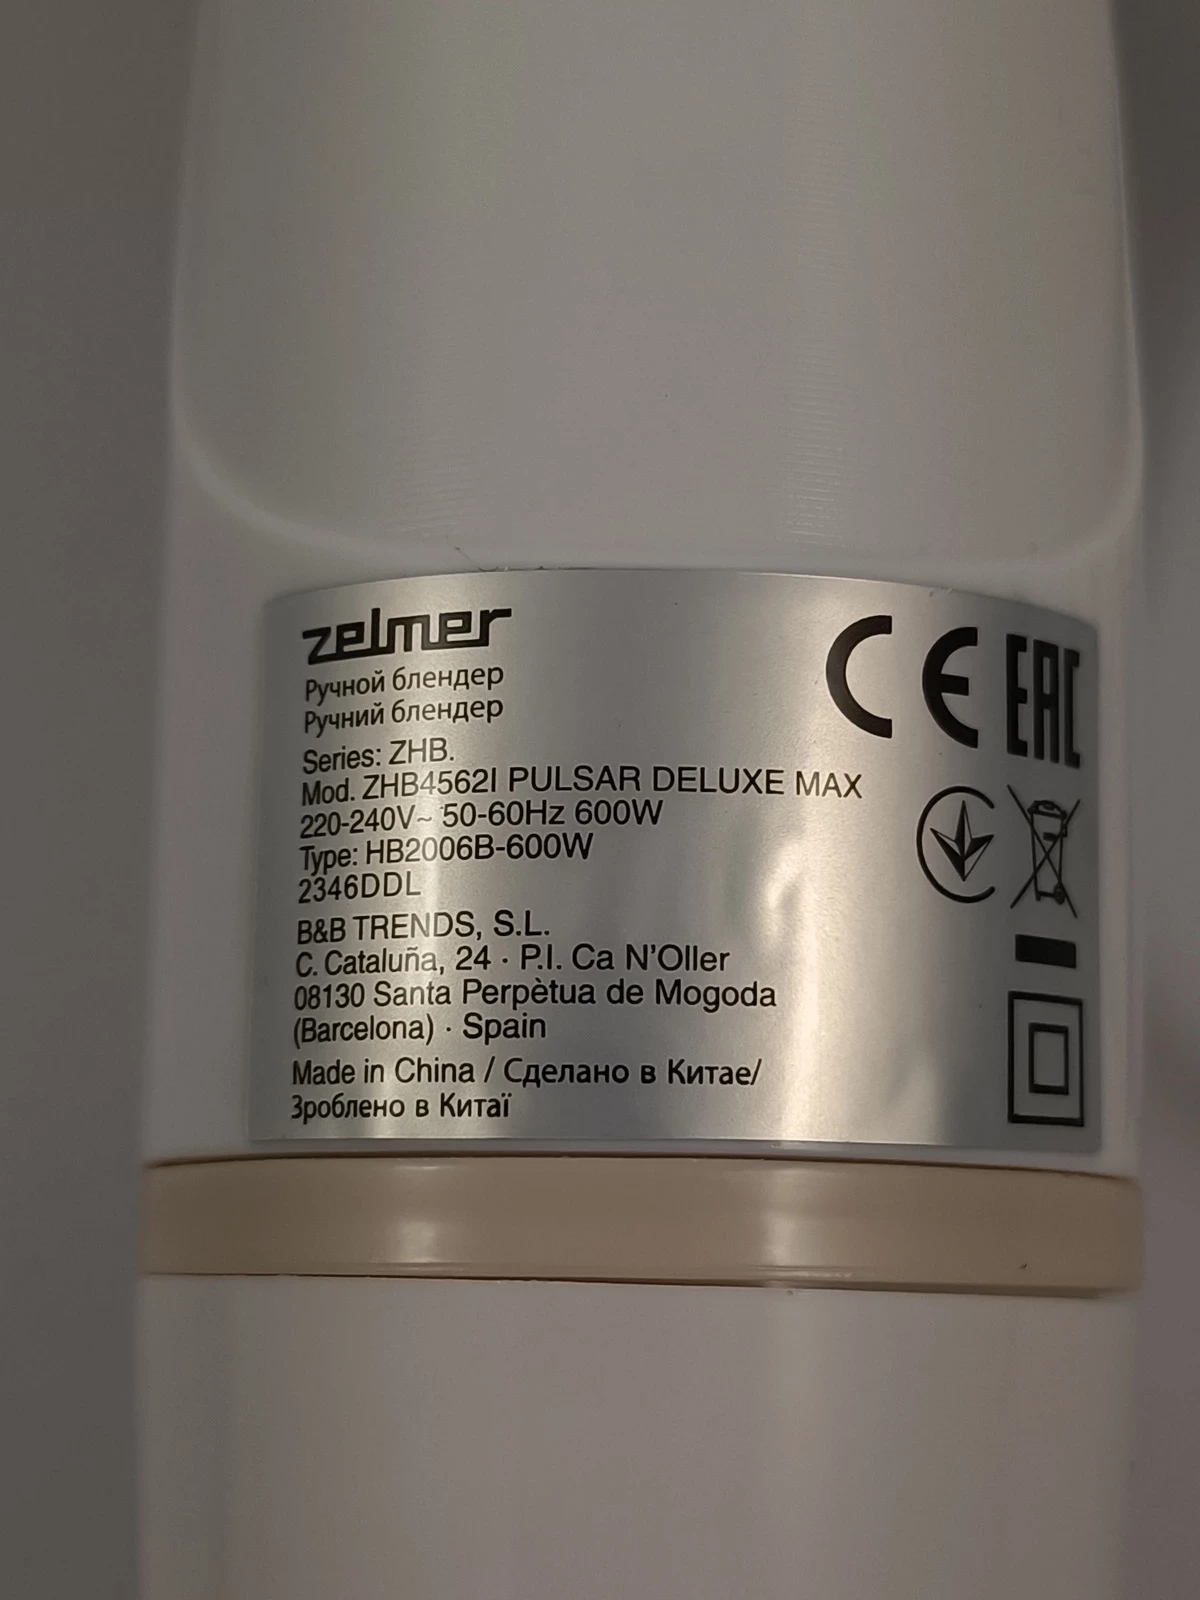 zelmer
Ручной блендер
Ручний блендер
Series: ZHB.
Mod. ZHB4562I PULSAR DELUXE MAX
220-240V~ 50-60Hz 600W
Type: HB2006B-600W
2346DDL
B&B TRENDS, S.L.
C. Cataluña, 24 · P.I. Ca N'Oller
08130 Santa Perpètua de Mogoda
(Barcelona) · Spain
Made in China / Сделано в Китае/
Зроблено в Китаї
CE EAC